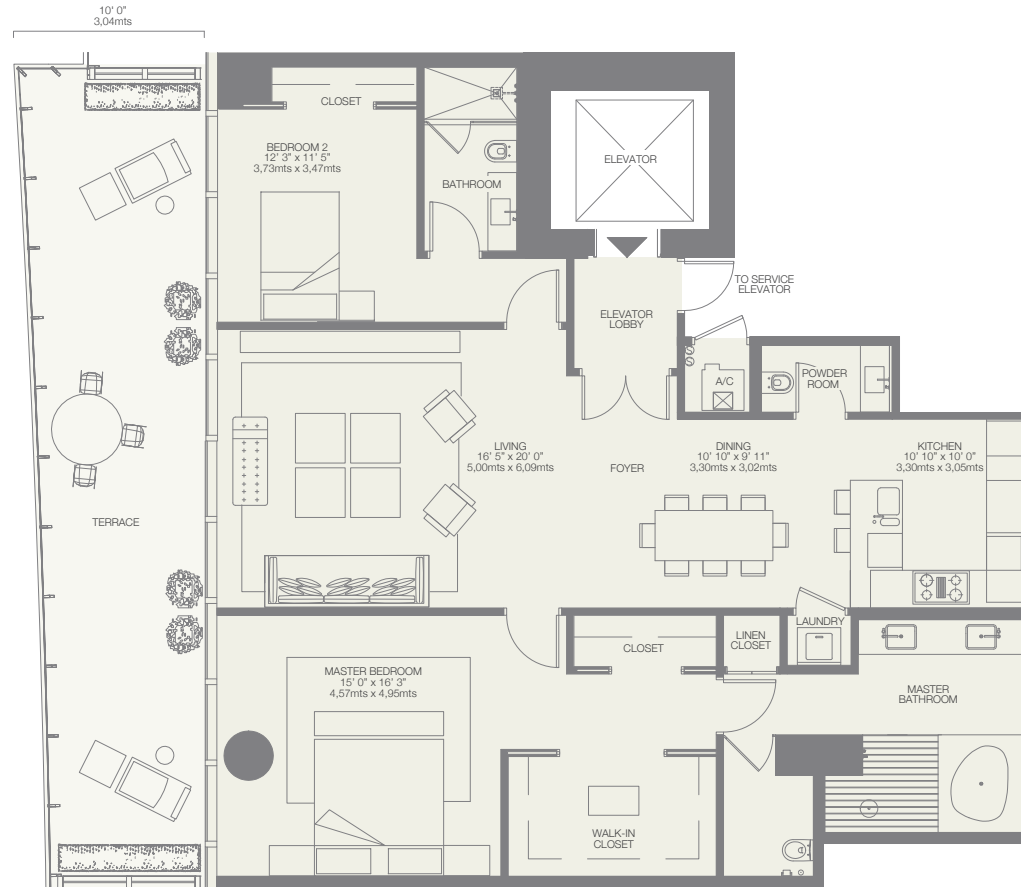 10' 0"
3,04mts
CLOSET
BEDROOM 2
12' 3" x 11' 5"
3,73mts x 3,47mts
BATHROOM
ELEVATOR
TO SERVICE
ELEVATOR
ELEVATOR
LOBBY
A/C
POWDER
ROOM
LIVING
16' 5" x 20' 0"
5,00mts x 6,09mts
FOYER
DINING
10' 10" x 9' 11"
3,30mts x 3,02mts
KITCHEN
10' 10" x 10' 0"
3,30mts x 3,05mts
TERRACE
MASTER BEDROOM
15' 0" x 16' 3"
4,57mts x 4,95mts
CLOSET
LINEN
CLOSET
LAUNDRY
MASTER
BATHROOM
WALK-IN
CLOSET